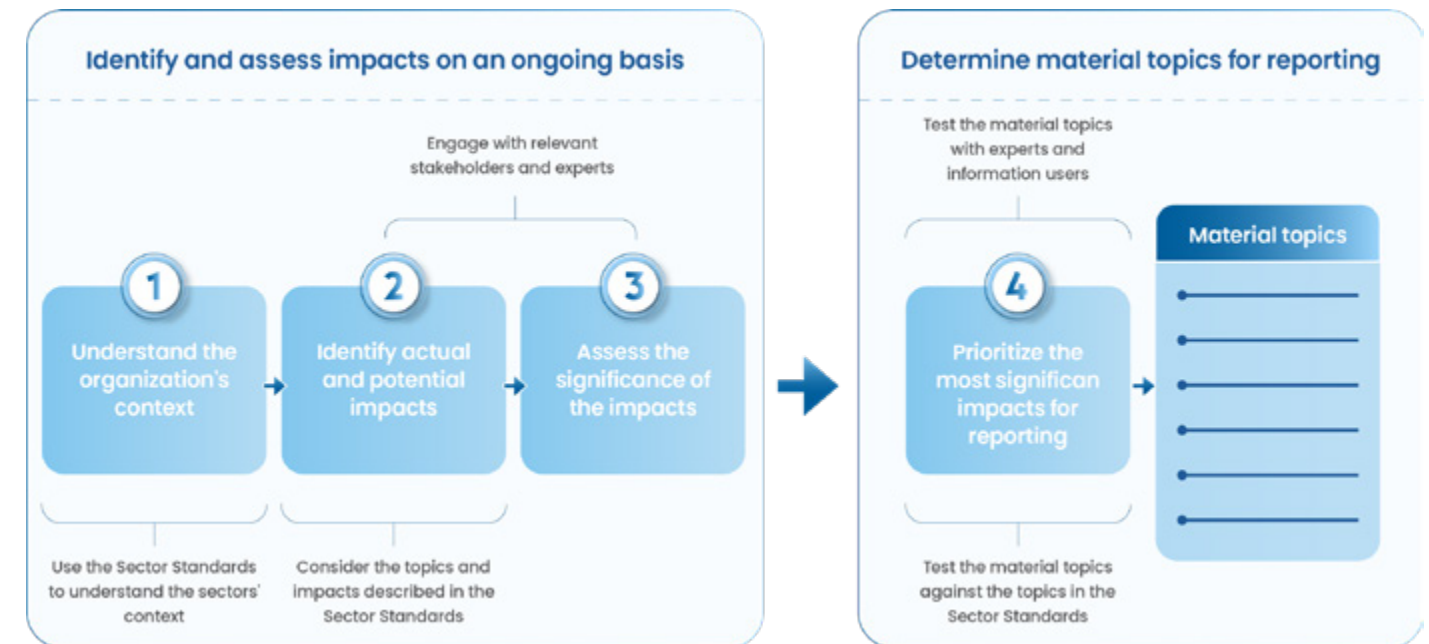 Identify and assess impacts on an ongoing basis
Engage with relevant
stakeholders and experts
1
Understand the
organization's
context
2
Identify actual
and potential
impacts
3
Assess the
significance of
the impacts
Use the Sector Standards
to understand the sectors'
context
Consider the topics and
impacts described in the
Sector Standards
Determine material topics for reporting
Test the material topics
with experts and
information users
4
Prioritize the
most significan
impacts for
reporting
Test the material topics
against the topics in the
Sector Standards
Material topics